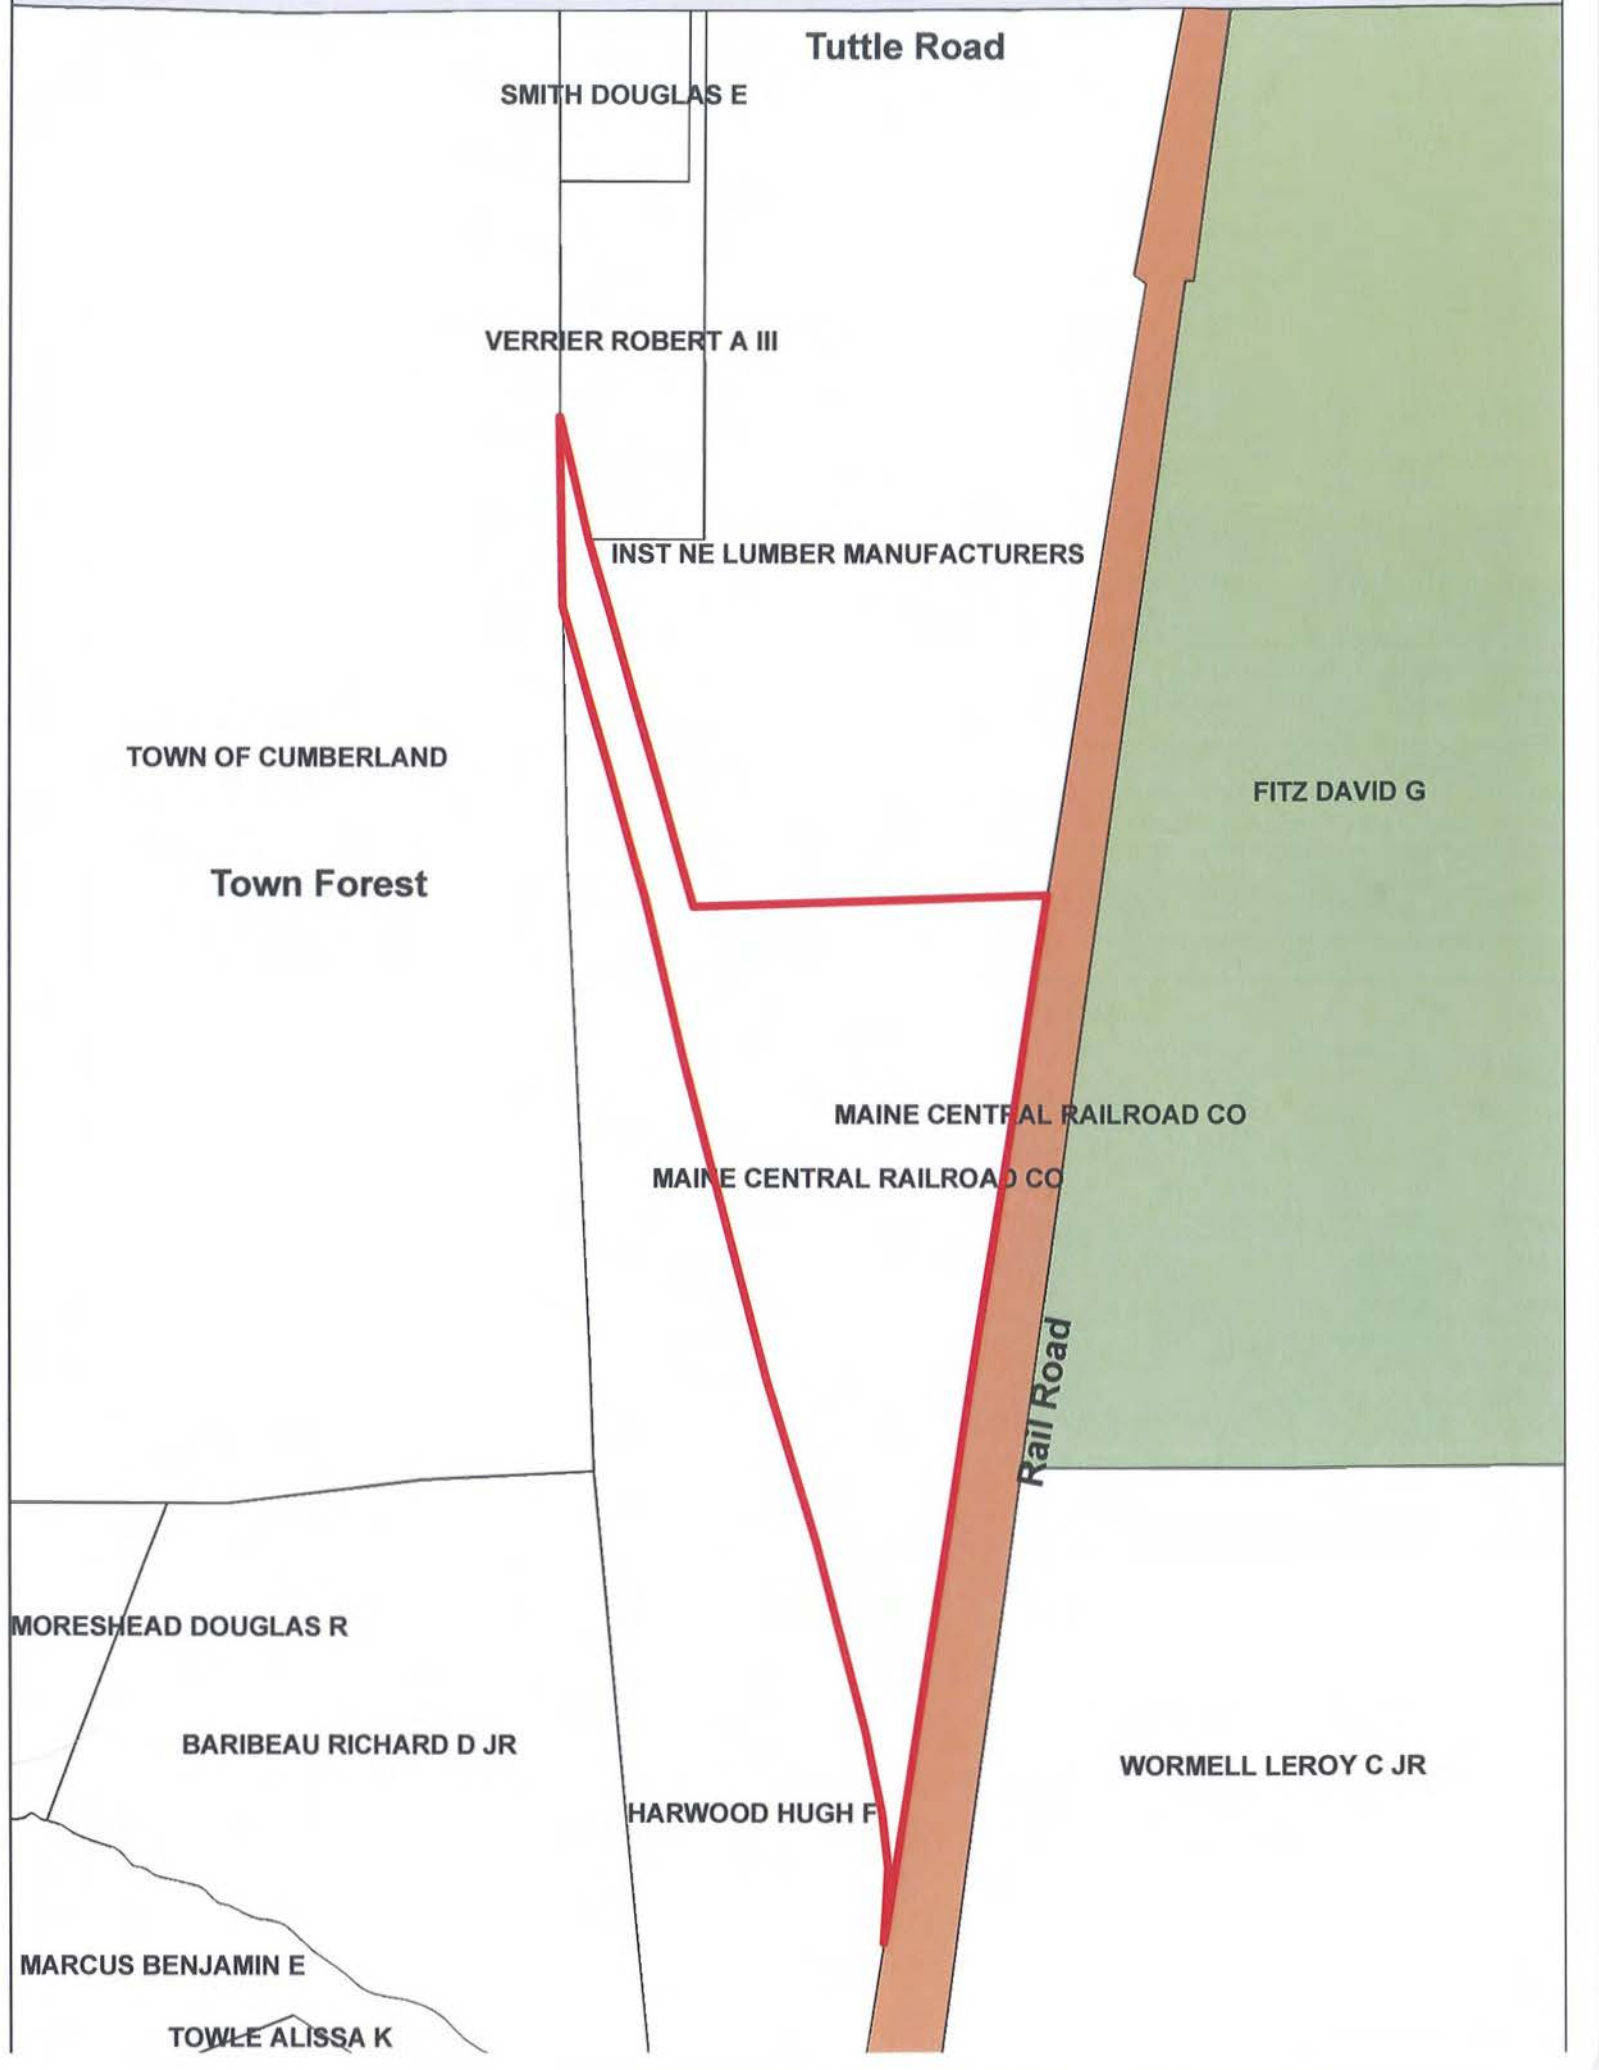 Tuttle Road
SMITH DOUGLAS E
VERRIER ROBERT A III
INST NE LUMBER MANUFACTURERS
TOWN OF CUMBERLAND
FITZ DAVID G
Town Forest
MAINE CENTRAL RAILROAD CO
MAINE CENTRAL RAILROAD CO
Rail Road
MORESHEAD DOUGLAS R
BARIBEAU RICHARD D JR
WORMELL LEROY C JR
HARWOOD HUGH F
MARCUS BENJAMIN E
TOWLE ALISSA K